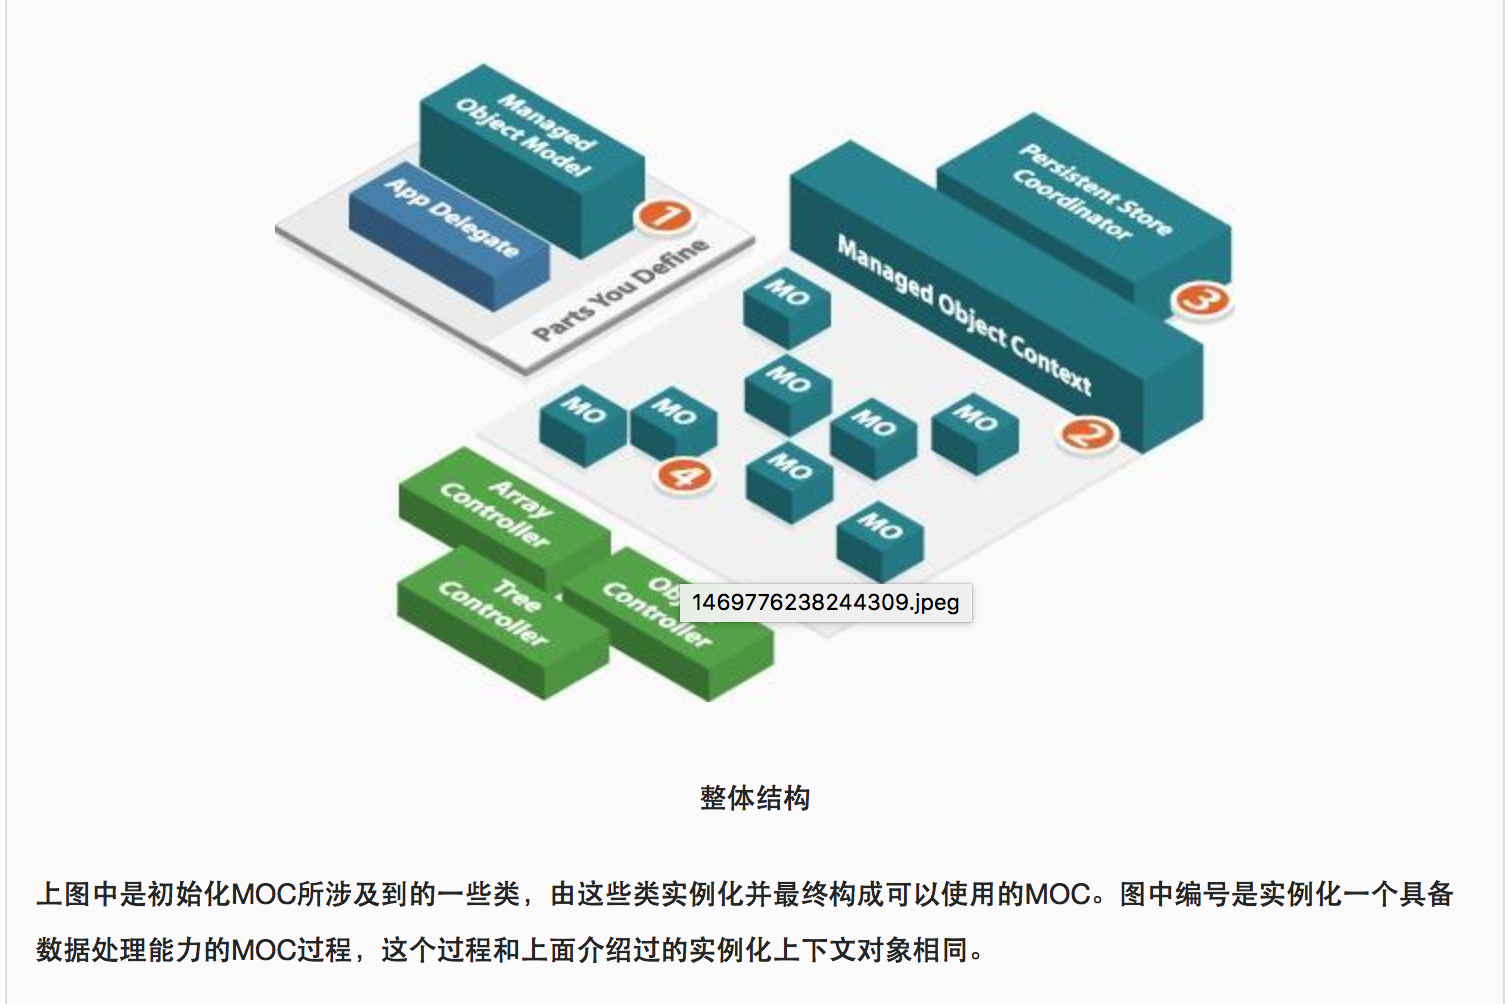 Managed
Object Model
App Delegate
1
Parts You Define
Persistent Store
Coordinator
3
Managed Object Context
2
MO
MO
MO
MO
MO
MO
MO
MO
4
Array
Controller
Tree
Controller
Controller
1469776238244309.jpeg
整体结构
上图中是初始化MOC所涉及到的一些类，由这些类实例化并最终构成可以使用的MOC。图中编号是实例化一个具备
数据处理能力的MOC过程，这个过程和上面介绍过的实例化上下文对象相同。